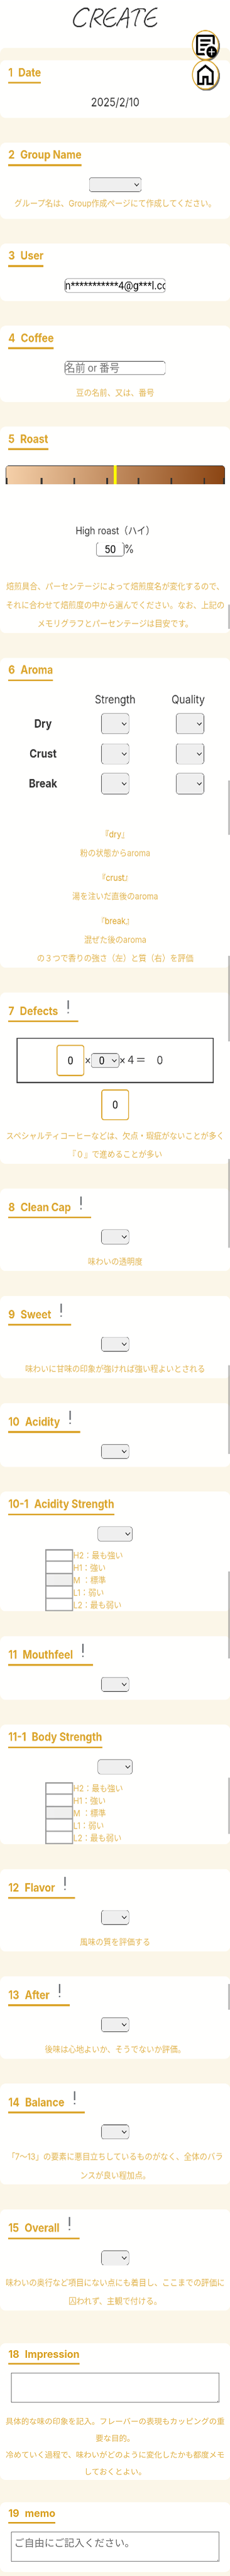 CREATE
1 Date
2025/2/10
2 Group Name
グループ名は、Group作成ページにて作成してください。
3 User
n***********4@g***l.cc
4 Coffee
名前 or 番号
豆の名前、又は、番号
5 Roast
High roast（ハイ）
50 %
焙煎具合、パーセンテージによって焙煎度名が変化するので、
それに合わせて焙煎度の中から選んでください。なお、上記の
メモリグラフとパーセンテージは目安です。
6 Aroma
Strength Quality
Dry
Crust
Break
『dry』
粉の状態からaroma
『crust』
湯を注いだ直後のaroma
『break』
混ぜた後のaroma
の３つで香りの強さ（左）と質（右）を評価
7 Defects !
0 × 0 × 4 = 0
0
スペシャルティコーヒーなどは、欠点・瑕疵がないことが多く
『０』で進めることが多い
8 Clean Cap !
味わいの透明度
9 Sweet !
味わいに甘味の印象が強ければ強い程よいとされる
10 Acidity !
10-1 Acidity Strength
H2：最も強い
H1：強い
M ：標準
L1：弱い
L2：最も弱い
11 Mouthfeel !
11-1 Body Strength
H2：最も強い
H1：強い
M ：標準
L1：弱い
L2：最も弱い
12 Flavor !
風味の質を評価する
13 After !
後味は心地よいか、そうでないか評価。
14 Balance !
「7〜13」の要素に悪目立ちしているものがなく、全体のバラ
ンスが良い程加点。
15 Overall !
味わいの奥行など項目にない点にも着目し、ここまでの評価に
囚われず、主観で付ける。
18 Impression
具体的な味の印象を記入。フレーバーの表現もカッピングの重
要な目的。
冷めていく過程で、味わいがどのように変化したかも都度メモ
しておくとよい。
19 memo
ご自由にご記入ください。